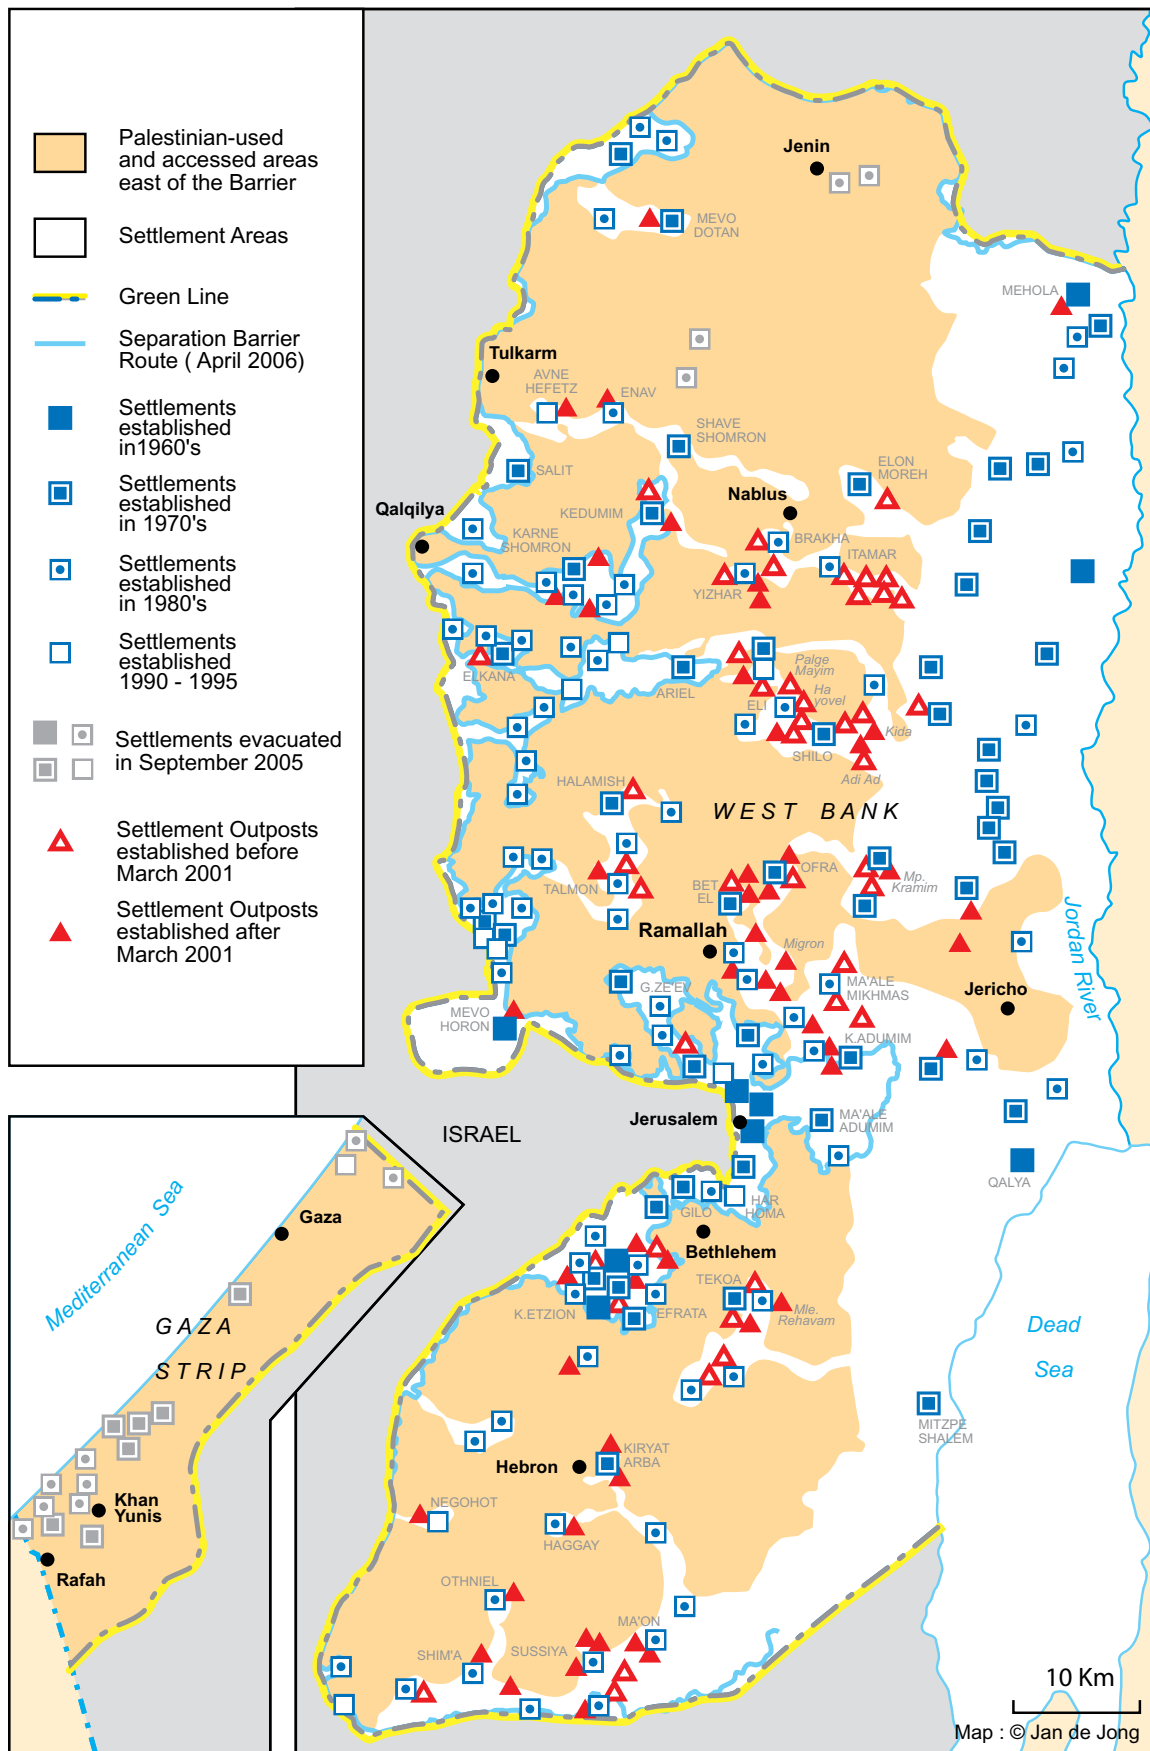 Palestinian-used
and accessed areas
east of the Barrier
Settlement Areas
Green Line
Separation Barrier
Route ( April 2006)
Settlements
established
in1960's
Settlements
established
in 1970's
Settlements
established
in 1980's
Settlements
established
1990 - 1995
Settlements evacuated
in September 2005
Settlement Outposts
established before
March 2001
Settlement Outposts
established after
March 2001
Jenin
MEVO
DOTAN
MEHOLA
Tulkarm
AVNE
HEFETZ
ENAV
SHAVE
SHOMRON
SALIT
ELON
MOREH
Nablus
Qalqilya
KEDUMIM
KARNE
SHOMRON
BRAKHA
ITAMAR
YIZHAR
ELKANA
ARIEL
Palge
Mayim
Ha
yovel
ELI
Kida
SHILO
Adi Ad
HALAMISH
WEST BANK
TALMON
BET
EL
OFRA
Mp.
Kramim
Ramallah
Migron
Jordan River
G.ZE'EV
MA'ALE
MIKHMAS
Jericho
MEVO
HORON
K.ADUMIM
Jerusalem
ISRAEL
MA'ALE
ADUMIM
QALYA
HAR
HOMA
GILO
Bethlehem
Mediterranean Sea
Gaza
GAZA
STRIP
TEKOA
Mle.
Rehavam
K.ETZION
EFRATA
Dead
Sea
MITZPE
SHALEM
KIRYAT
ARBA
Hebron
Khan
Yunis
Rafah
NEGOHOT
HAGGAY
OTHNIEL
MA'ON
SHIM'A
SUSSIYA
10 Km
Map : © Jan de Jong